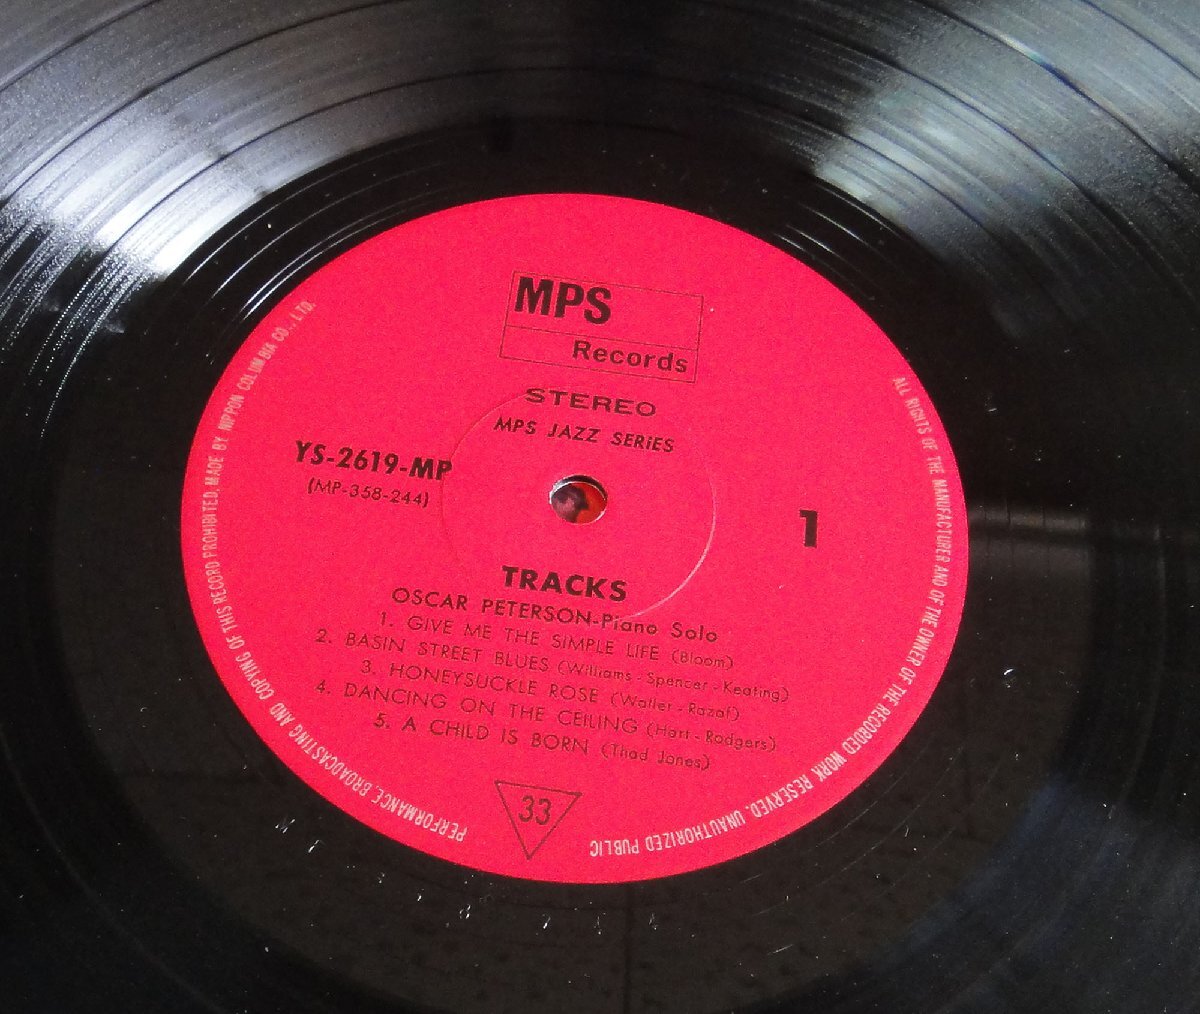 MPS
Records
STEREO
MPS JAZZ SERiES
YS-2619-MP
(MP-358-244)
1
TRACKS
OSCAR PETERSON-Piano Solo
1. GIVE ME THE SIMPLE LIFE (Bloom)
2. BASIN STREET BLUES (Williams - Spencer - Keating)
3. HONEYSUCKLE ROSE (Waller - Razaf)
4. DANCING ON THE CEILING (Hart - Rodgers)
5. A CHILD IS BORN (Thad Jones)
33
ALL RIGHTS OF THE MANUFACTURER AND OF THE OWNER OF THE RECORDED WORK RESERVED. UNAUTHORIZED PUBLIC PERFORMANCE, BROADCASTING AND COPYING OF THIS RECORD PROHIBITED. MADE BY NIPPON COLUMBIA CO., LTD.